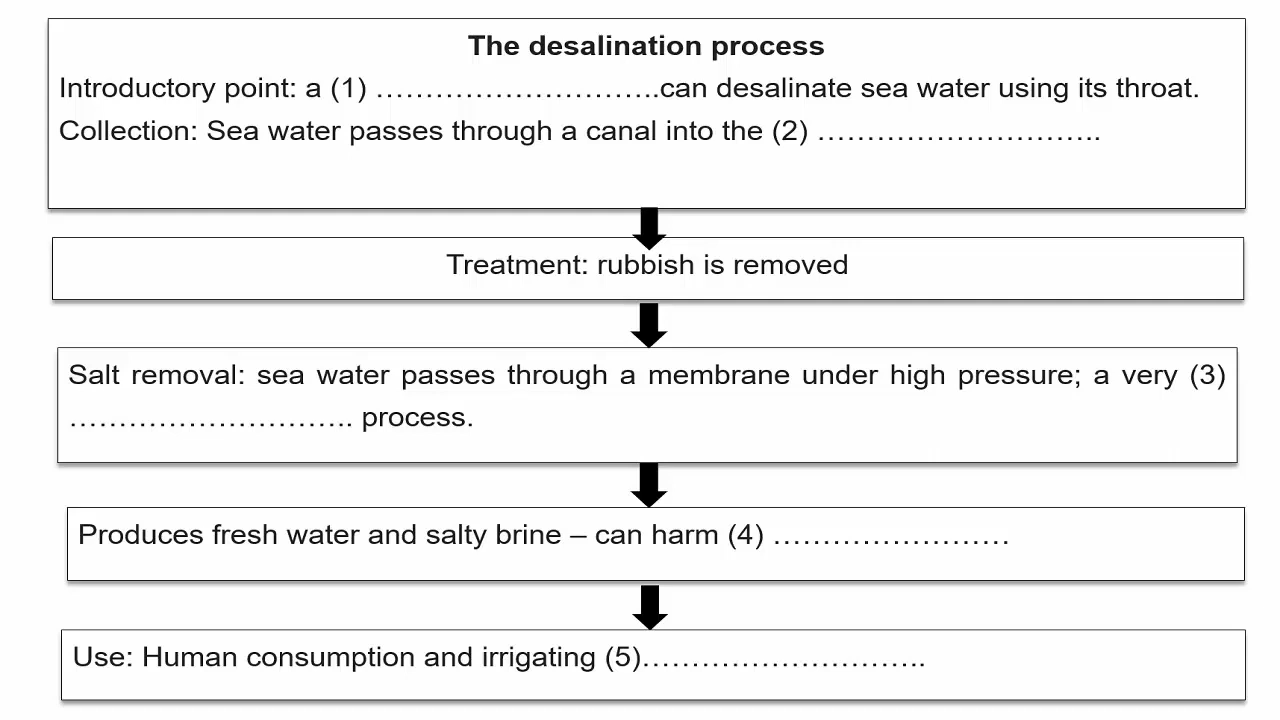 The desalination process
Introductory point: a (1) ………………………..can desalinate sea water using its throat.
Collection: Sea water passes through a canal into the (2) ………………………..
Treatment: rubbish is removed
Salt removal: sea water passes through a membrane under high pressure; a very (3)
……………………….. process.
Produces fresh water and salty brine – can harm (4) ……………………
Use: Human consumption and irrigating (5)………………………..